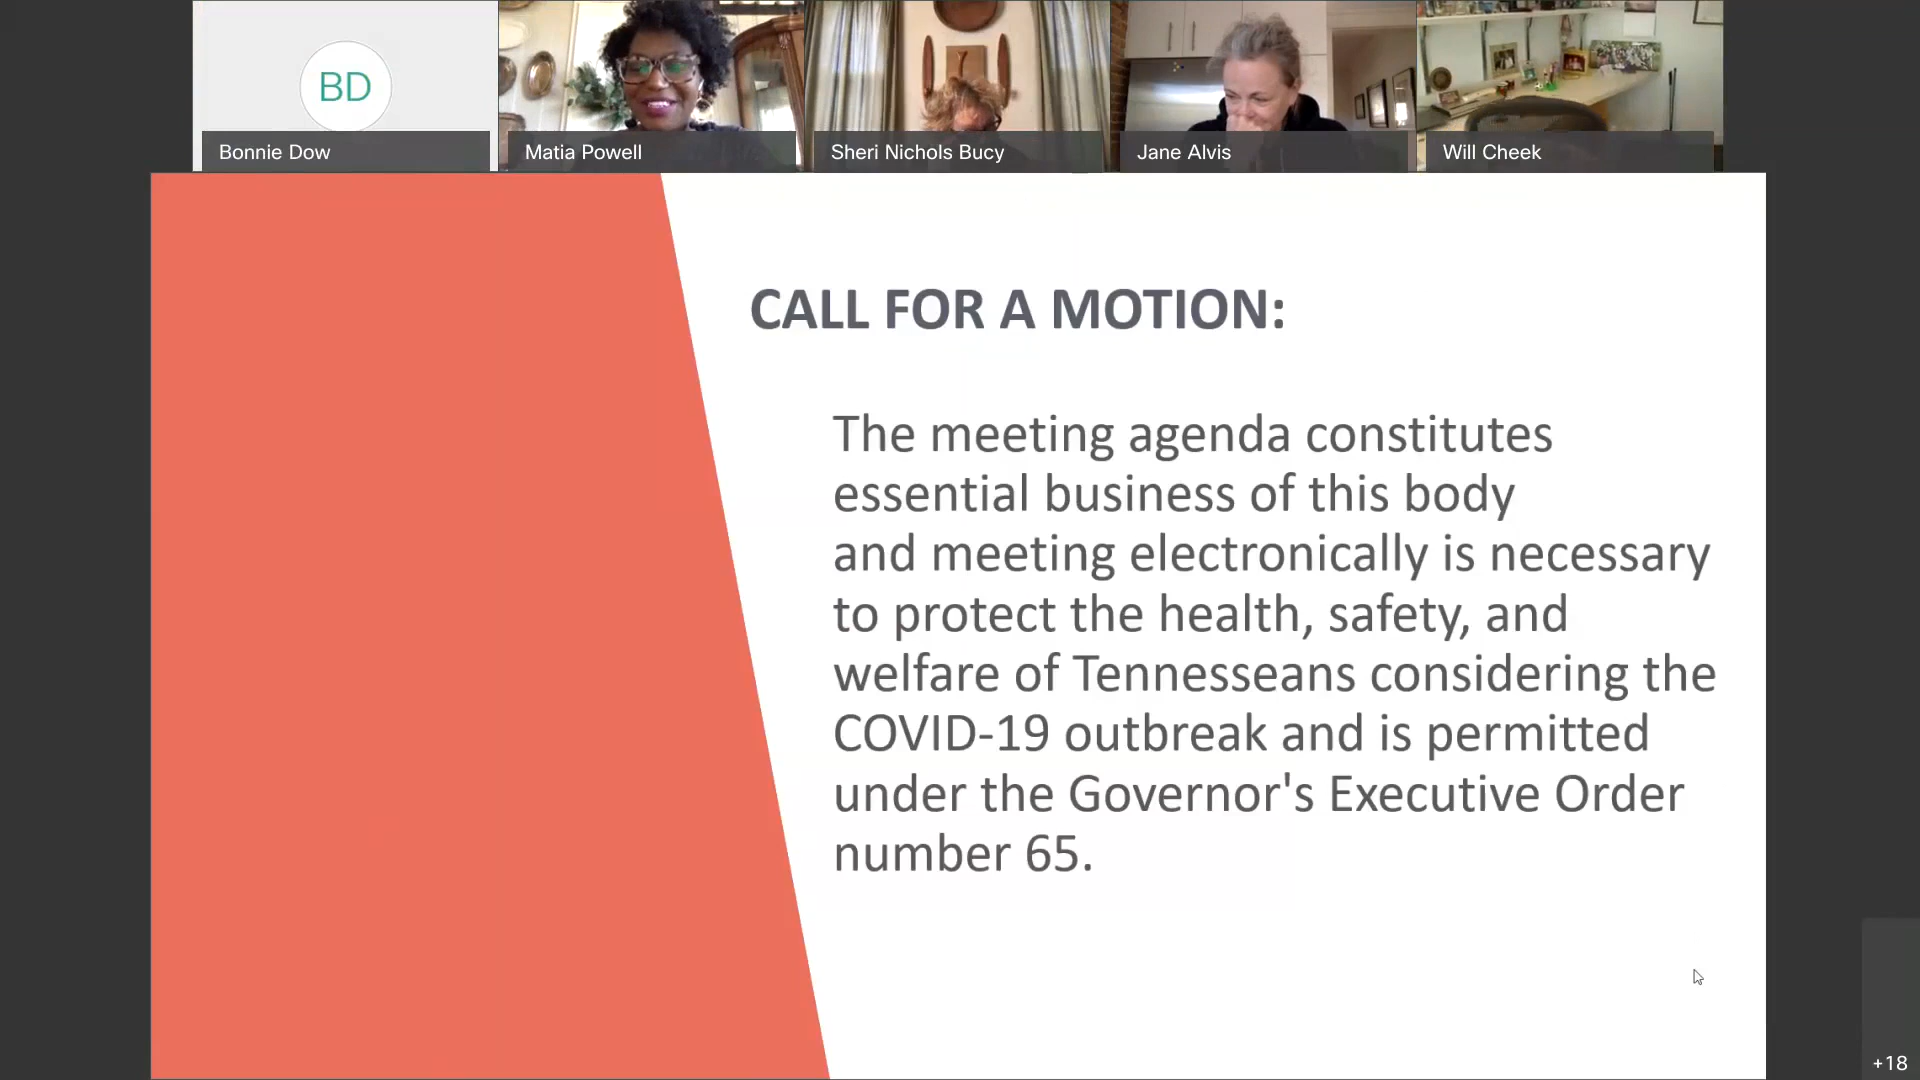 BD
Bonnie Dow
Matia Powell
Sheri Nichols Bucy
Jane Alvis
Will Cheek
CALL FOR A MOTION:
The meeting agenda constitutes
essential business of this body
and meeting electronically is necessary
to protect the health, safety, and
welfare of Tennesseans considering the
COVID-19 outbreak and is permitted
under the Governor's Executive Order
number 65.
+18